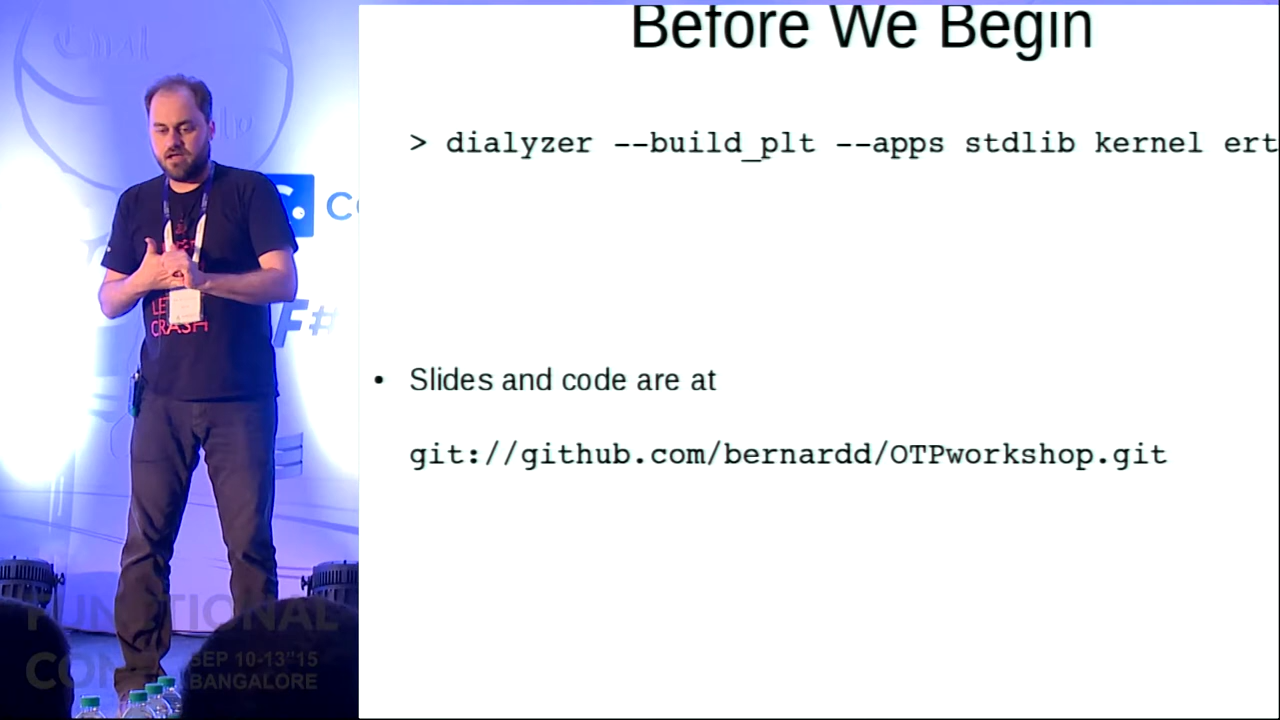 Before We Begin
> dialyzer --build_plt --apps stdlib kernel ert
• Slides and code are at
git://github.com/bernardd/OTPworkshop.git
F#
LET
CRASH
FUNCTIONAL
CONF
SEP 10-13"15
BANGALORE